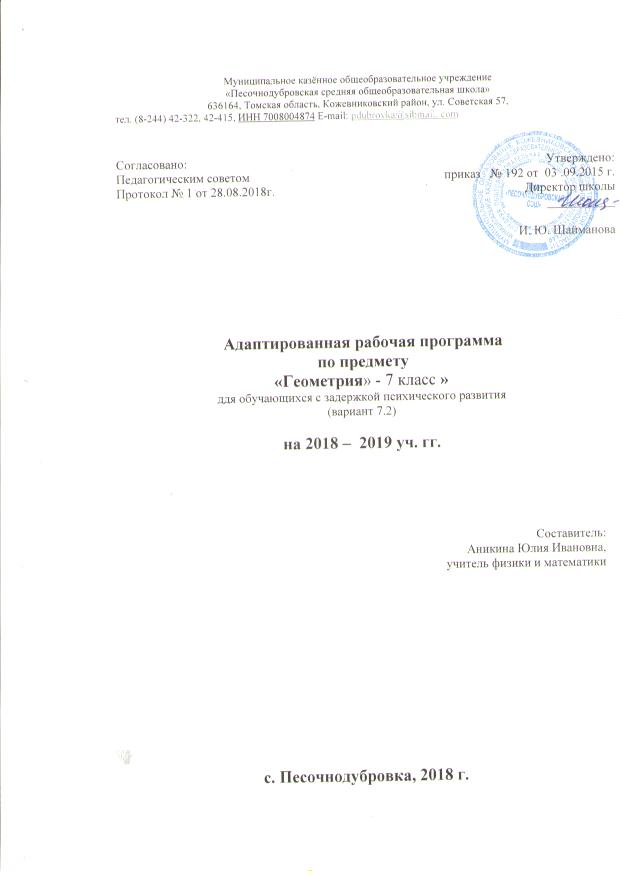 Муниципальное казённое общеобразовательное учреждение
«Песочнодубровская средняя общеобразовательная школа»
636164, Томская область, Кожевниковский район, ул. Советская 57,
тел. (8-244) 42-322, 42-415, ИНН 7008004874 E-mail: pdubrovka@sibmail. com
Согласовано:
Педагогическим советом
Протокол № 1 от 28.08.2018г.
Утверждено:
приказ № 192 от 03 .09.2015 г.
Директор школы
И. Ю. Шайманова
Адаптированная рабочая программа
по предмету
«Геометрия» - 7 класс »
ддя обучающихся с задержкой психического развития
(вариант 7.2)
на 2018 – 2019 уч. гг.
Составитель:
Аникина Юлия Ивановна,
учитель физики и математики
с. Песочнодубровка, 2018 г.